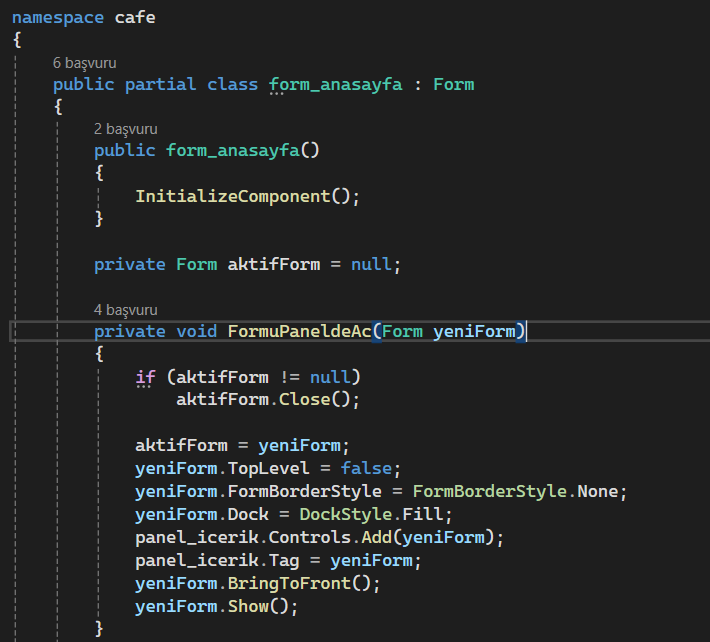 namespace cafe
{
6 başvuru
public partial class form_anasayfa : Form
{
2 başvuru
public form_anasayfa()
{
InitializeComponent();
}
private Form aktifForm = null;
4 başvuru
private void FormuPaneldeAc(Form yeniForm)
{
if (aktifForm != null)
aktifForm.Close();
aktifForm = yeniForm;
yeniForm.TopLevel = false;
yeniForm.FormBorderStyle = FormBorderStyle.None;
yeniForm.Dock = DockStyle.Fill;
panel_icerik.Controls.Add(yeniForm);
panel_icerik.Tag = yeniForm;
yeniForm.BringToFront();
yeniForm.Show();
}